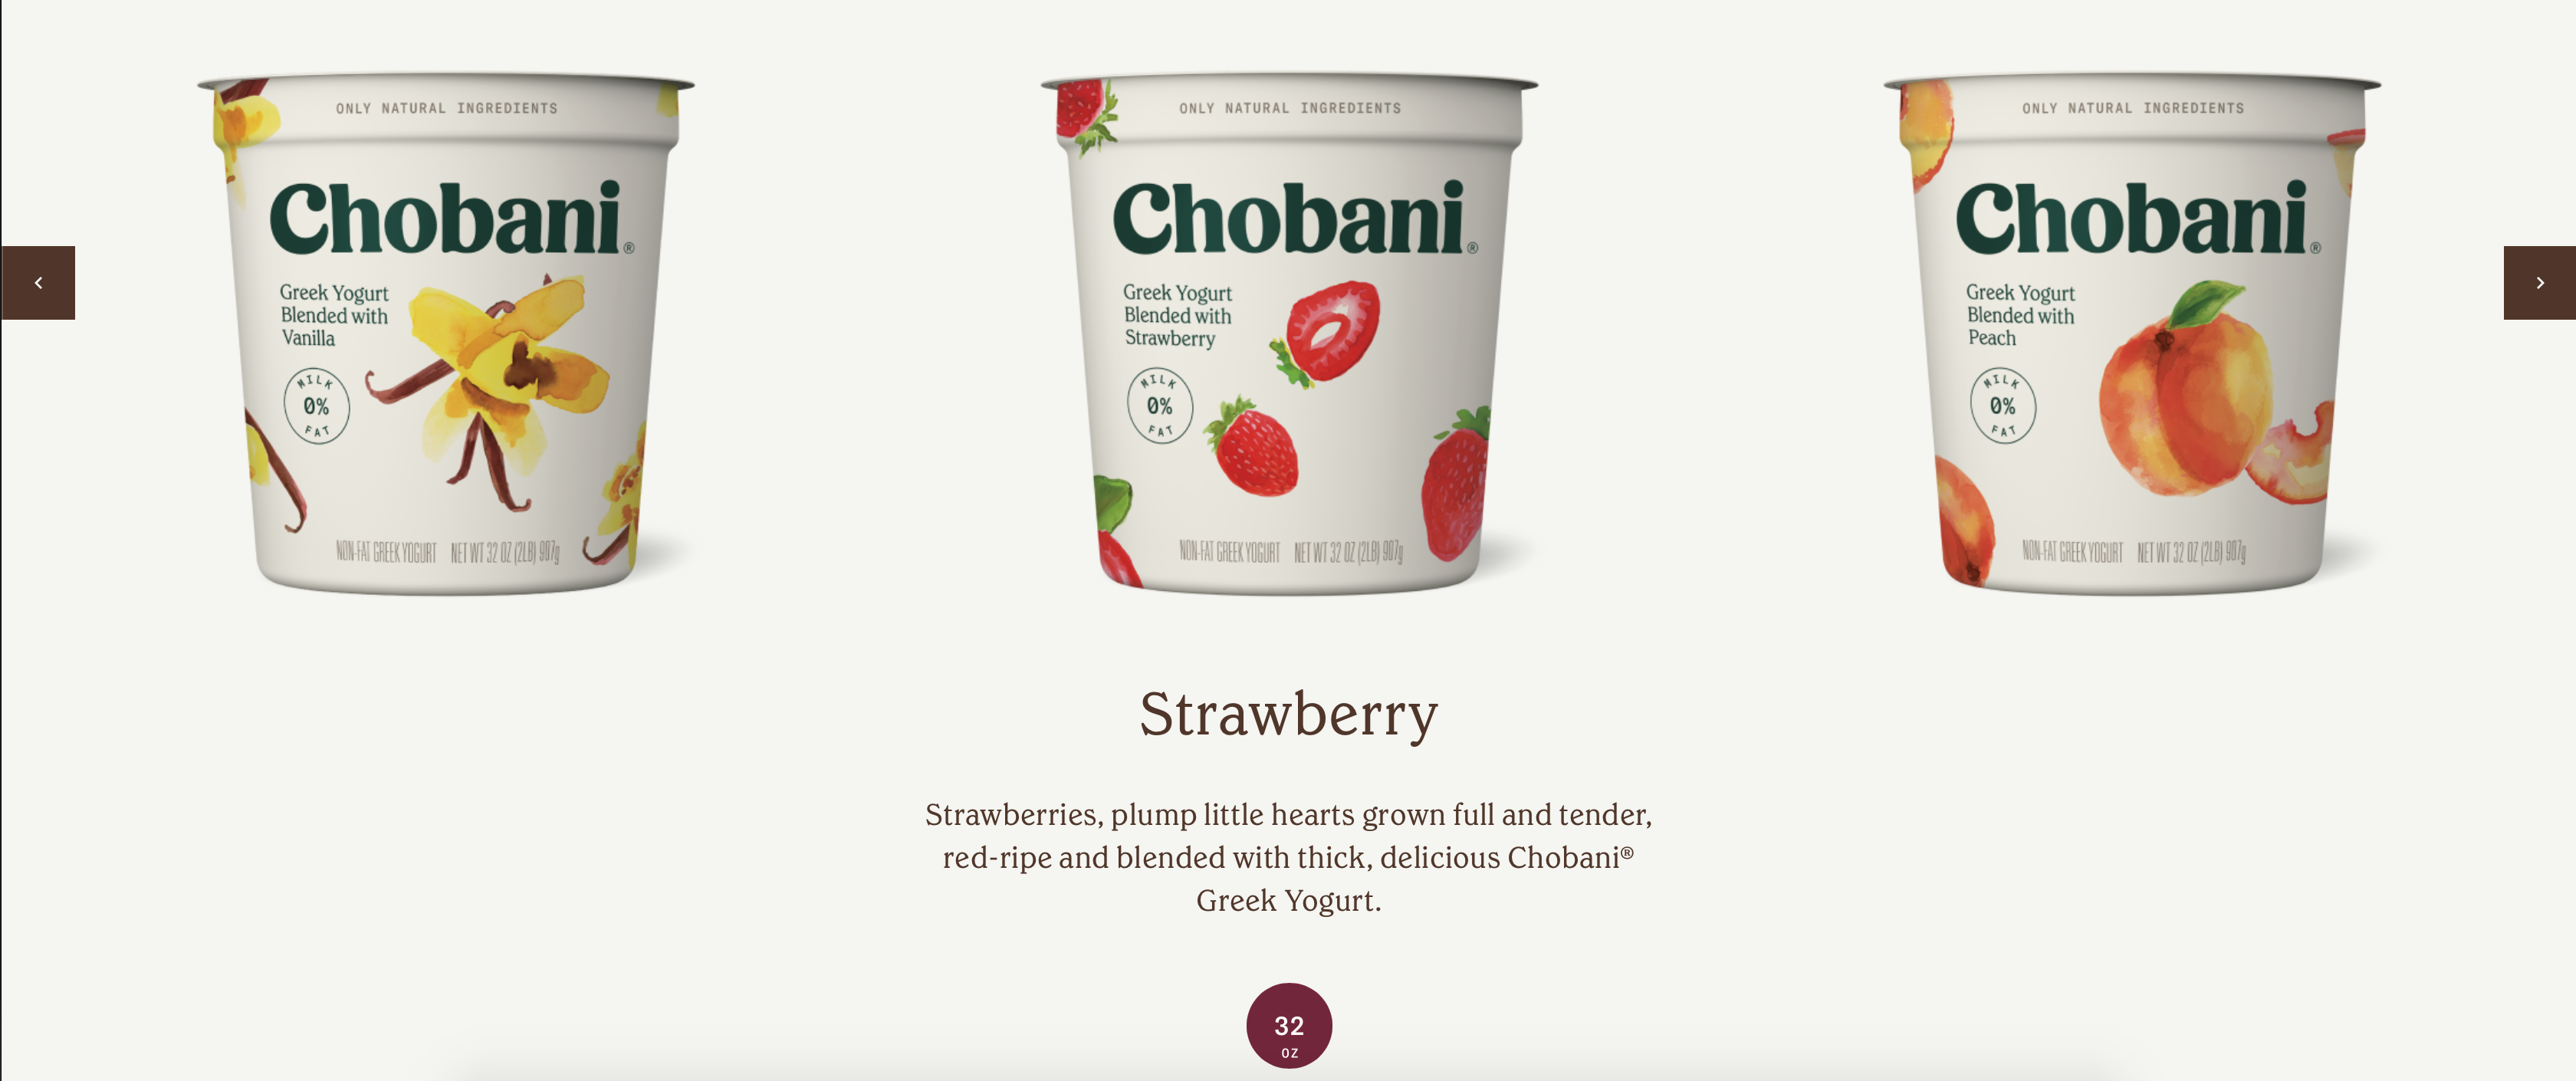 ONLY NATURAL INGREDIENTS
Chobani®
Greek Yogurt
Blended with
Vanilla
MILK
0%
FAT
NON-FAT GREEK YOGURT NET WT 32 OZ (2LB) 907g
ONLY NATURAL INGREDIENTS
Chobani®
Greek Yogurt
Blended with
Strawberry
MILK
0%
FAT
NON-FAT GREEK YOGURT NET WT 32 OZ (2LB) 907g
ONLY NATURAL INGREDIENTS
Chobani®
Greek Yogurt
Blended with
Peach
MILK
0%
FAT
NON-FAT GREEK YOGURT NET WT 32 OZ (2LB) 907g
Strawberry
Strawberries, plump little hearts grown full and tender,
red-ripe and blended with thick, delicious Chobani®
Greek Yogurt.
32
OZ